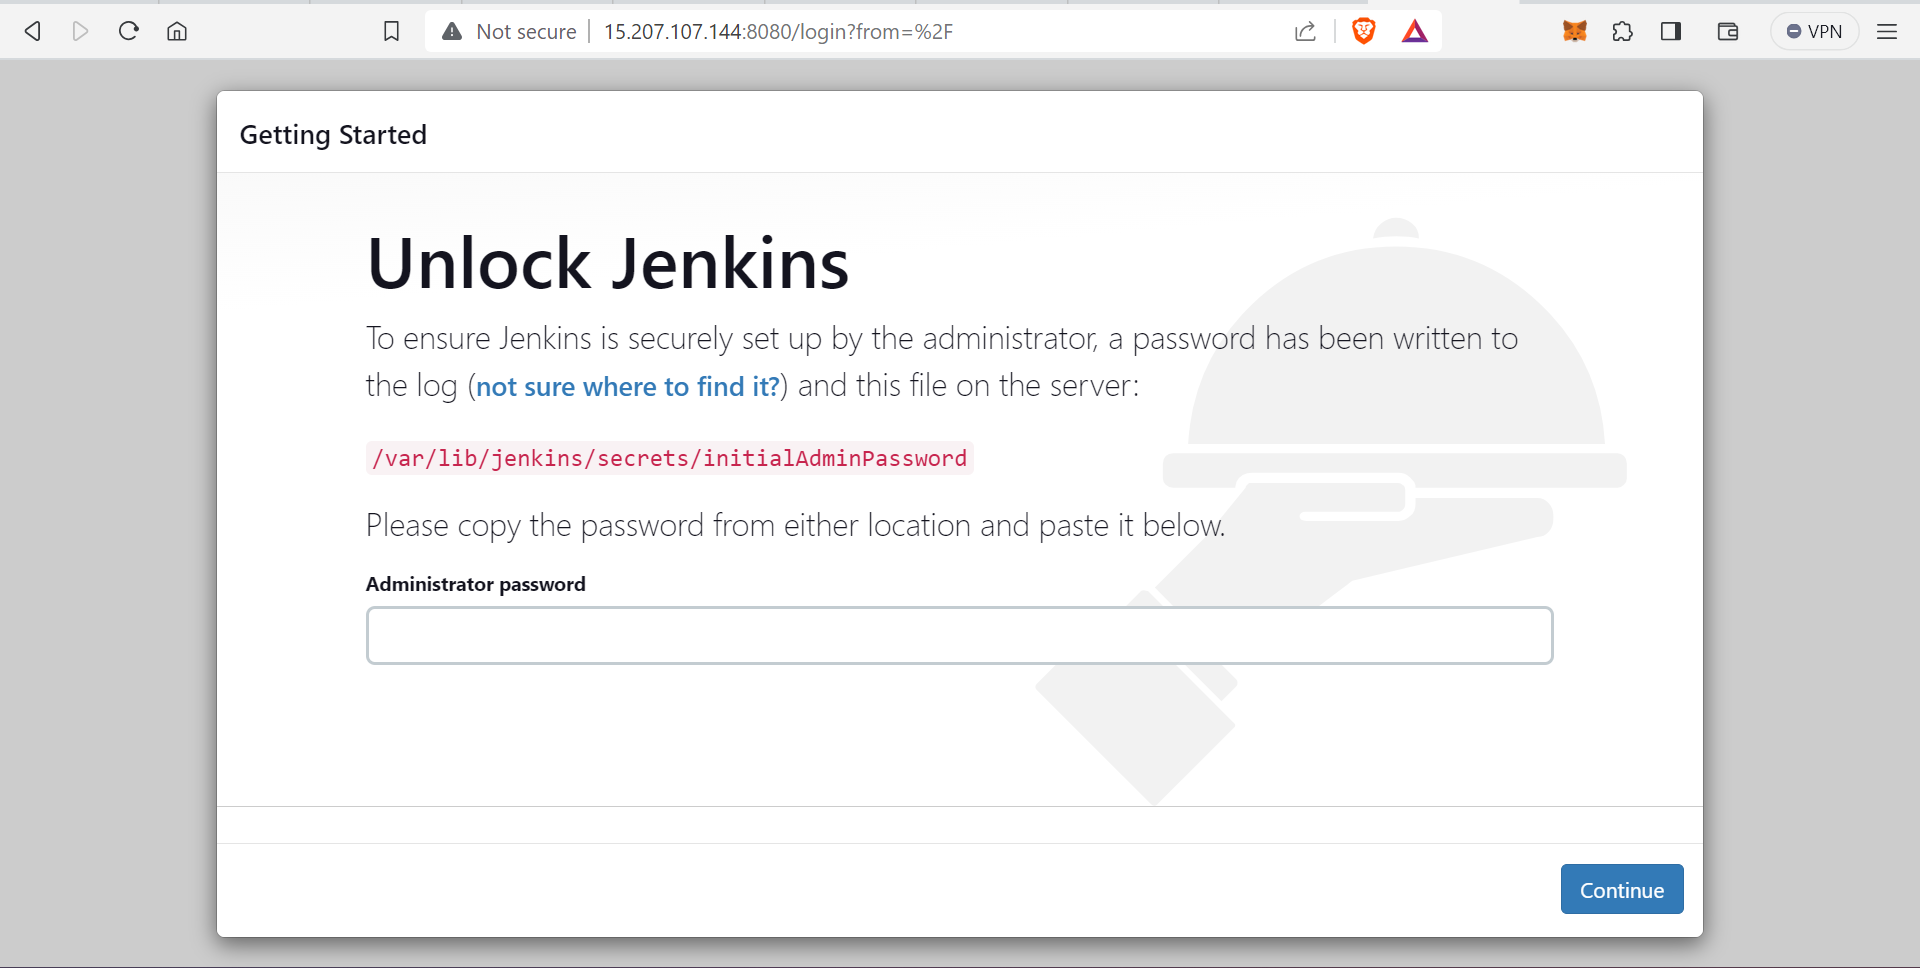 Not secure
15.207.107.144:8080/login?from=%2F
VPN
Getting Started
Unlock Jenkins
To ensure Jenkins is securely set up by the administrator, a password has been written to
the log (not sure where to find it?) and this file on the server:
/var/lib/jenkins/secrets/initialAdminPassword
Please copy the password from either location and paste it below.
Administrator password
Continue